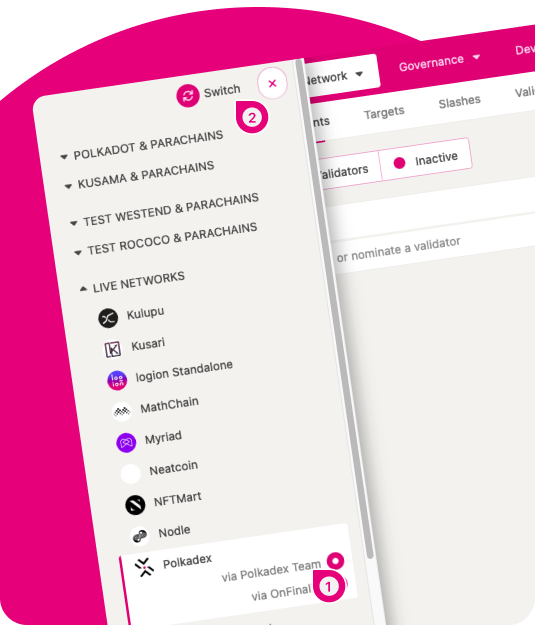 Switch
2
POLKADOT & PARACHAINS
KUSAMA & PARACHAINS
TEST WESTEND & PARACHAINS
TEST ROCOCO & PARACHAINS
LIVE NETWORKS
Kulupu
Kusari
logion Standalone
MathChain
Myriad
Neatcoin
NFTMart
Nodle
Polkadex
via Polkadex Team
via OnFinal
1
Network
Governance
Dev
nts
Targets
Slashes
Vali
alidators
Inactive
or nominate a validator